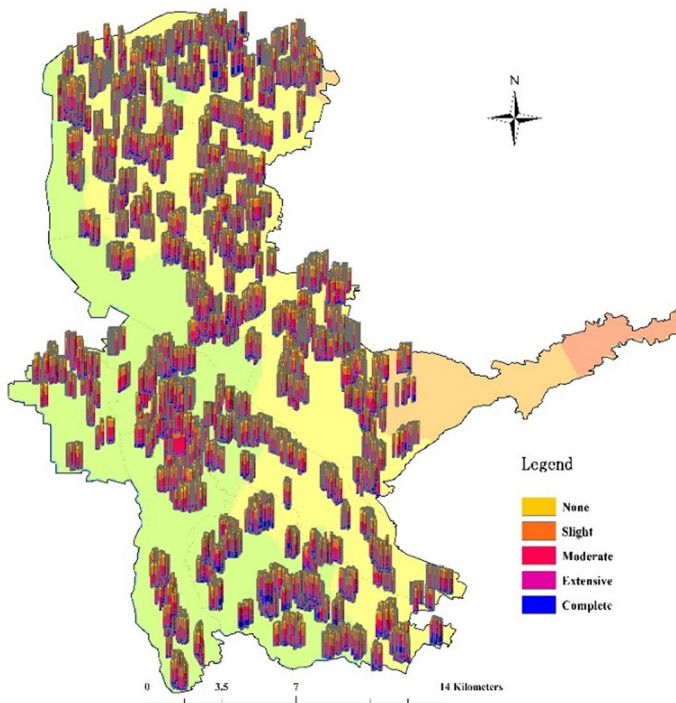 N
Legend
None
Slight
Moderate
Extensive
Complete
0 3.5 7 14 Kilometers